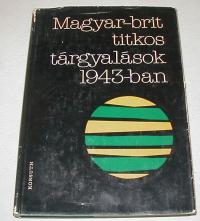 Magyar-brit
titkos
tárgyalások
1943-ban
KOSSUTH